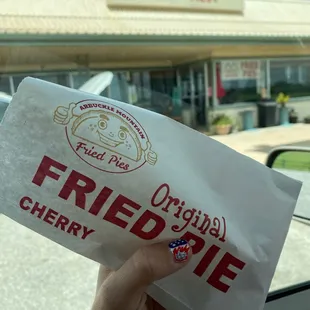 ARBUCKLE MOUNTAIN
Fried Pies
Original
FRIED PIE
CHERRY